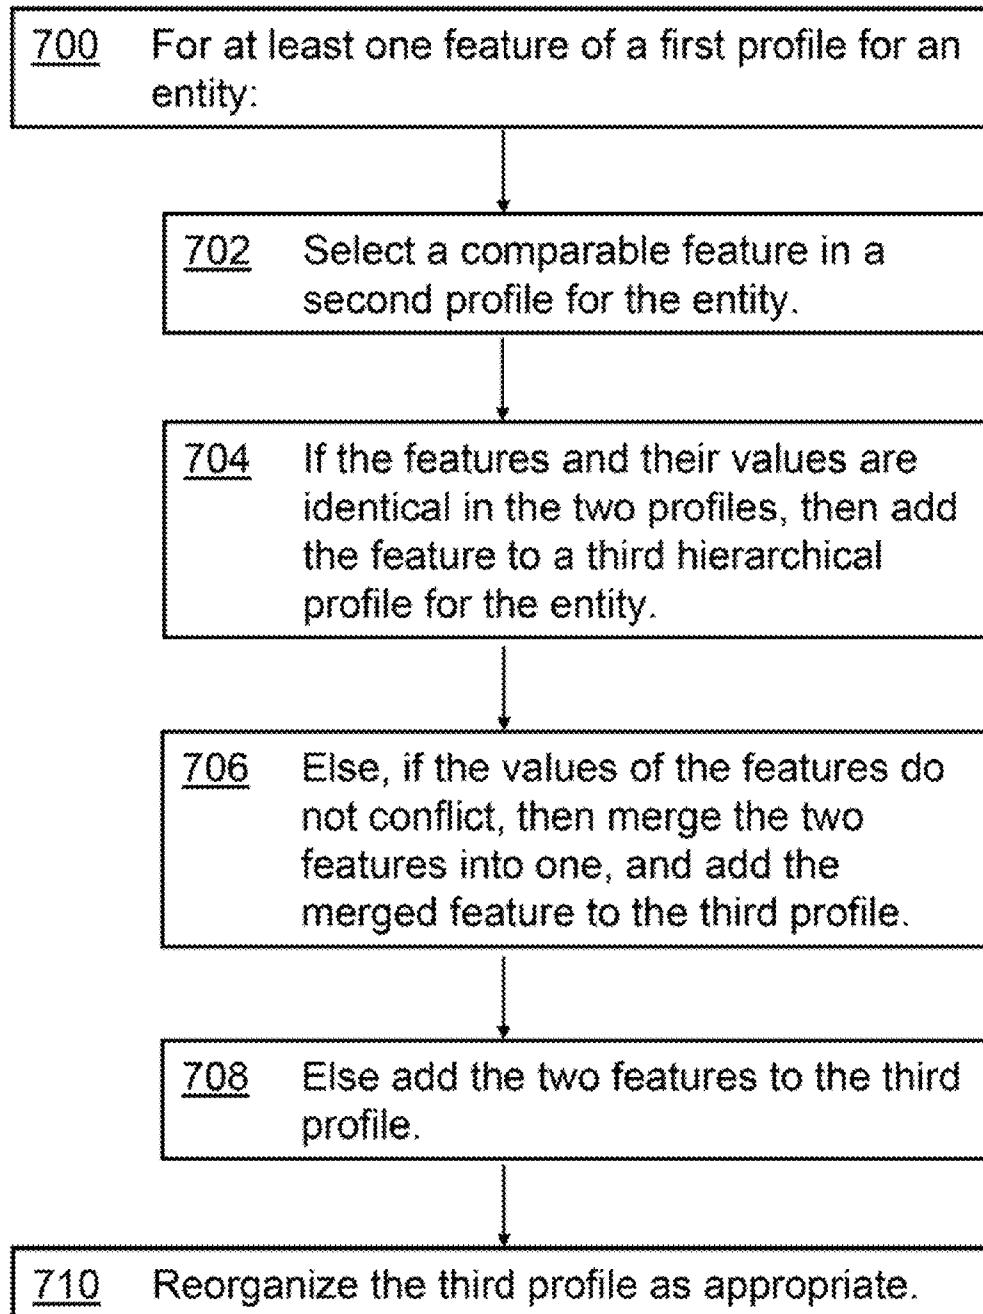 700 For at least one feature of a first profile for an
entity:
702 Select a comparable feature in a
second profile for the entity.
704 If the features and their values are
identical in the two profiles, then add
the feature to a third hierarchical
profile for the entity.
706 Else, if the values of the features do
not conflict, then merge the two
features into one, and add the
merged feature to the third profile.
708 Else add the two features to the third
profile.
710 Reorganize the third profile as appropriate.